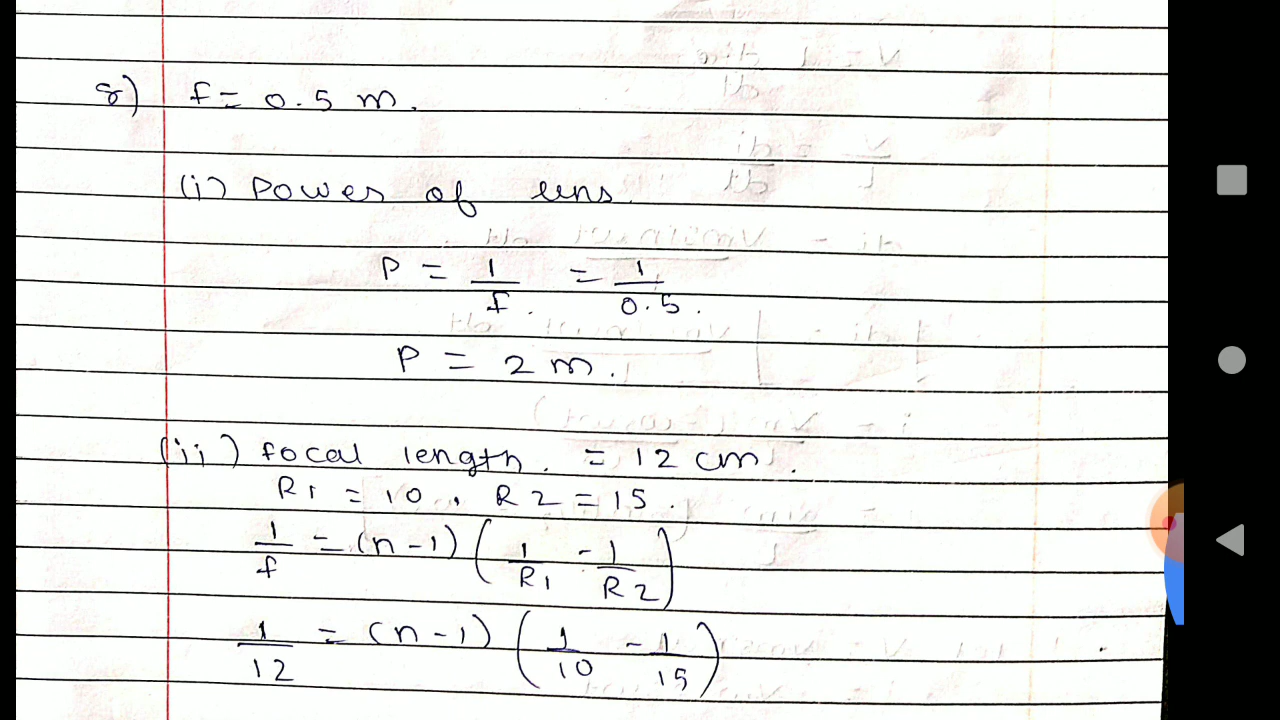 8) f = 0.5 m.
(i) Power of lens.
P = 1/f. = 1/0.5.
P = 2 m.
(ii) focal length. = 12 cm.
R1 = 10, R2 = 15.
1/f = (n-1) (1/R1 - 1/R2)
1/12 = (n-1) (1/10 - 1/15)